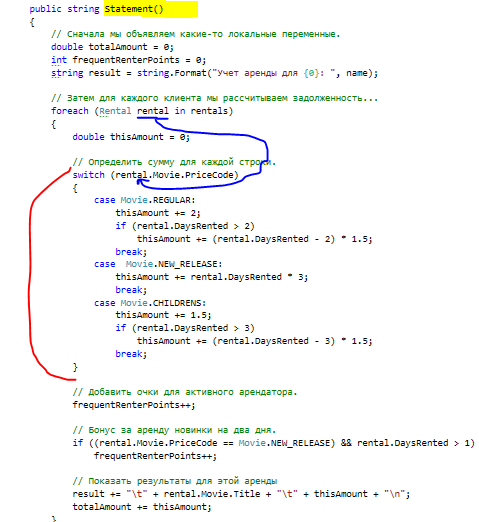 public string Statement()
{
// Сначала мы объявляем какие-то локальные переменные.
double totalAmount = 0;
int frequentRenterPoints = 0;
string result = string.Format("Учет аренды для {0}: ", name);
// Затем для каждого клиента мы рассчитываем задолженность...
foreach (Rental rental in rentals)
{
double thisAmount = 0;
// Определить сумму для каждой строки.
switch (rental.Movie.PriceCode)
{
case Movie.REGULAR:
thisAmount += 2;
if (rental.DaysRented > 2)
thisAmount += (rental.DaysRented - 2) * 1.5;
break;
case  Movie.NEW_RELEASE:
thisAmount += rental.DaysRented * 3;
break;
case Movie.CHILDRENS:
thisAmount += 1.5;
if (rental.DaysRented > 3)
thisAmount += (rental.DaysRented - 3) * 1.5;
break;
}
// Добавить очки для активного арендатора.
frequentRenterPoints++;
// Бонус за аренду новинки на два дня.
if ((rental.Movie.PriceCode == Movie.NEW_RELEASE) && rental.DaysRented > 1)
frequentRenterPoints++;
// Показать результаты для этой аренды
result += "\t" + rental.Movie.Title + "\t" + thisAmount + "\n";
totalAmount += thisAmount;
}